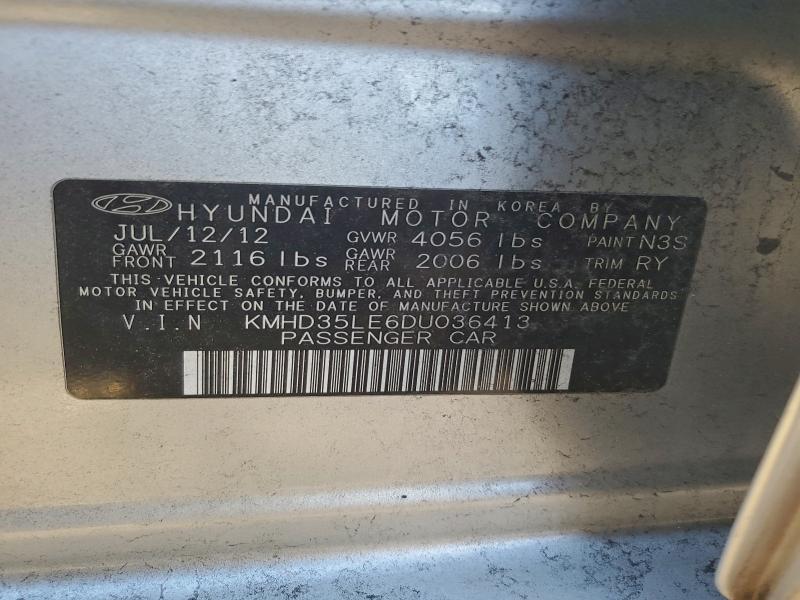 MANUFACTURED IN KOREA BY
HYUNDAI MOTOR COMPANY
JUL/12/12 GVWR 4056 lbs PAINT N3S
GAWR FRONT 2116 lbs GAWR REAR 2006 lbs TRIM RY
THIS VEHICLE CONFORMS TO ALL APPLICABLE U.S.A. FEDERAL
MOTOR VEHICLE SAFETY, BUMPER, AND THEFT PREVENTION STANDARDS
IN EFFECT ON THE DATE OF MANUFACTURE SHOWN ABOVE
V.I.N KMHD35LE6DU036413
PASSENGER CAR